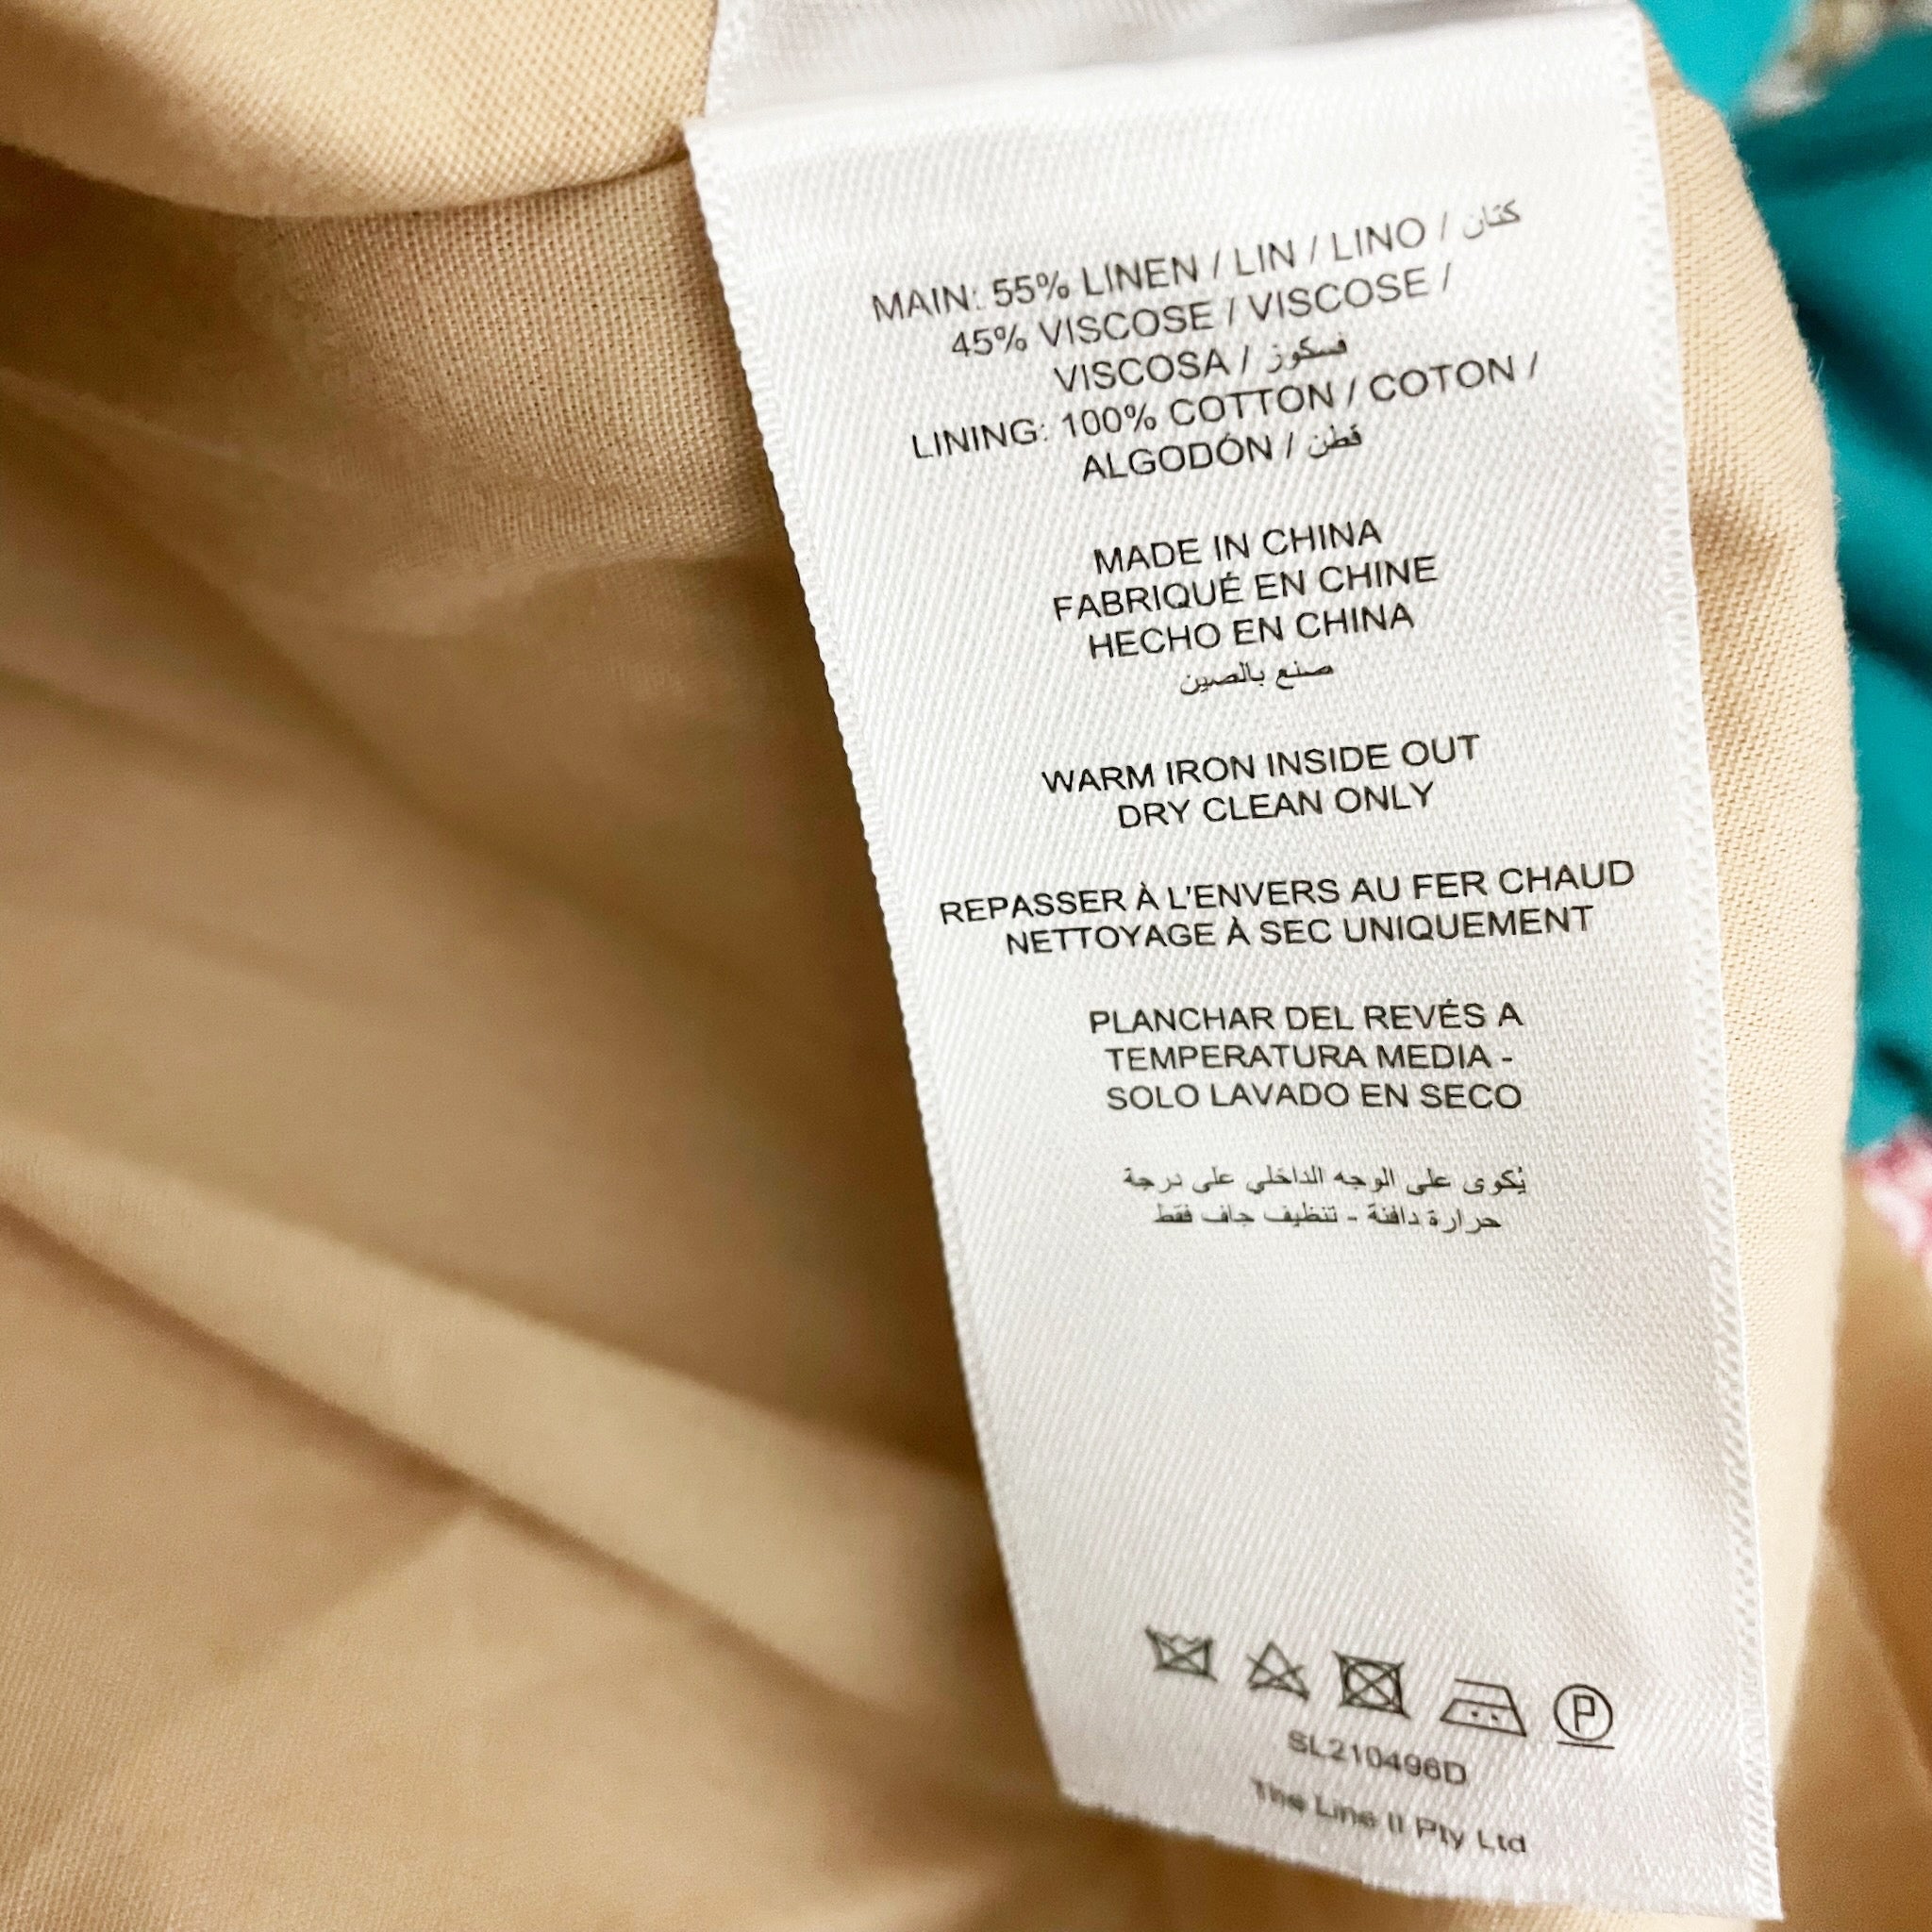 MAIN: 55% LINEN / LIN / LINO / كتان
45% VISCOSE / VISCOSE /
VISCOSA / فسكوز
LINING: 100% COTTON / COTON /
ALGODÓN / قطن
MADE IN CHINA
FABRIQUÉ EN CHINE
HECHO EN CHINA
صنع بالصين
WARM IRON INSIDE OUT
DRY CLEAN ONLY
REPASSER À L'ENVERS AU FER CHAUD
NETTOYAGE À SEC UNIQUEMENT
PLANCHAR DEL REVÉS A
TEMPERATURA MEDIA -
SOLO LAVADO EN SECO
يُكوى على الوجه الداخلي على درجة
حرارة دافئة - تنظيف جاف فقط
P
SL210496D
The Line II Pty Ltd